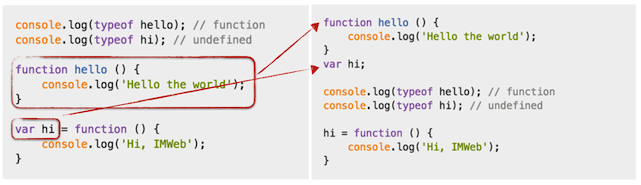 console.log(typeof hello); // function
console.log(typeof hi); // undefined
function hello () {
console.log('Hello the world');
}
var hi = function () {
console.log('Hi, IMWeb');
}
function hello () {
console.log('Hello the world');
}
var hi;
console.log(typeof hello); // function
console.log(typeof hi); // undefined
hi = function () {
console.log('Hi, IMWeb');
}